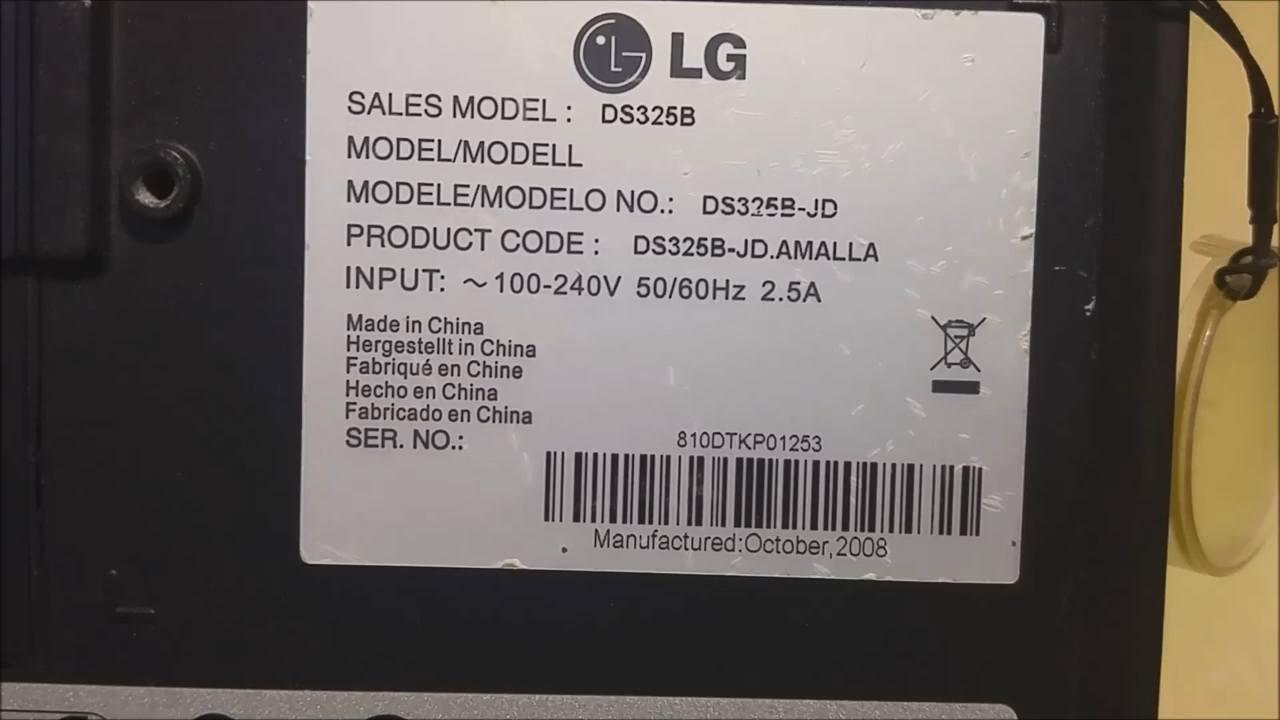 LG
SALES MODEL : DS325B
MODEL/MODELL
MODELE/MODELO NO.: DS325B-JD
PRODUCT CODE : DS325B-JD.AMALLA
INPUT: ~100-240V 50/60Hz 2.5A
Made in China
Hergestellt in China
Fabriqué en Chine
Hecho en China
Fabricado en China
SER. NO.: 810DTKP01253
Manufactured:October,2008